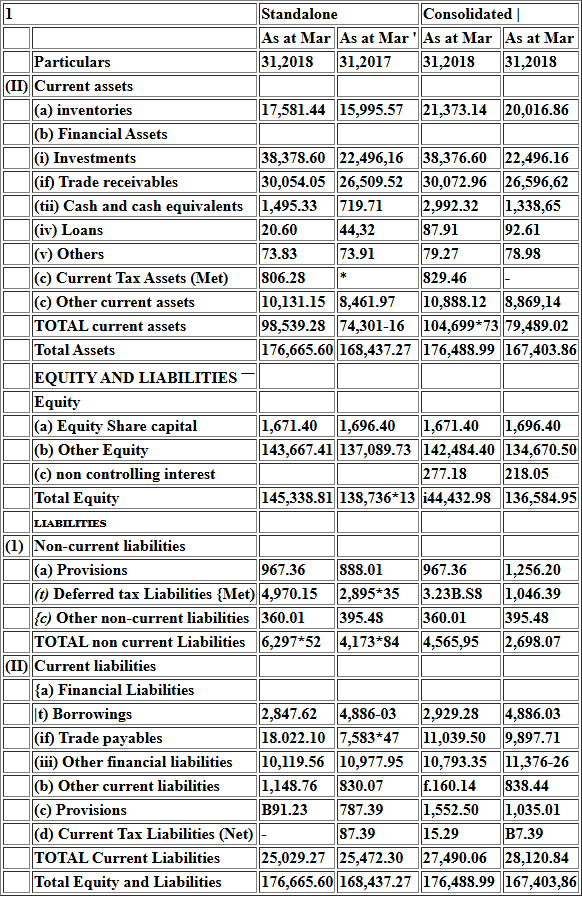 1 Standalone Consolidated |
As at Mar As at Mar ' As at Mar As at Mar
Particulars 31,2018 31,2017 31,2018 31,2018
(II) Current assets
(a) inventories 17,581.44 15,995.57 21,373.14 20,016.86
(b) Financial Assets
(i) Investments 38,378.60 22,496,16 38,376.60 22,496.16
(if) Trade receivables 30,054.05 26,509.52 30,072.96 26,596,62
(tii) Cash and cash equivalents 1,495.33 719.71 2,992.32 1,338,65
(iv) Loans 20.60 44,32 87.91 92.61
(v) Others 73.83 73.91 79.27 78.98
(c) Current Tax Assets (Met) 806.28 * 829.46 -
(c) Other current assets 10,131.15 8,461.97 10,888.12 8,869,14
TOTAL current assets 98,539.28 74,301-16 104,699*73 79,489.02
Total Assets 176,665.60 168,437.27 176,488.99 167,403.86
EQUITY AND LIABILITIES —
Equity
(a) Equity Share capital 1,671.40 1,696.40 1,671.40 1,696.40
(b) Other Equity 143,667.41 137,089.73 142,484.40 134,670.50
(c) non controlling interest 277.18 218.05
Total Equity 145,338.81 138,736*13 i44,432.98 136,584.95
LIABILITIES
(1) Non-current liabilities
(a) Provisions 967.36 888.01 967.36 1,256.20
(t) Deferred tax Liabilities {Met) 4,970.15 2,895*35 3.23B.S8 1,046.39
{c) Other non-current liabilities 360.01 395.48 360.01 395.48
TOTAL non current Liabilities 6,297*52 4,173*84 4,565,95 2,698.07
(II) Current liabilities
{a) Financial Liabilities
|t) Borrowings 2,847.62 4,886-03 2,929.28 4,886.03
(if) Trade payables 18.022.10 7,583*47 11,039.50 9,897.71
(iii) Other financial liabilities 10,119.56 10,977.95 10,793.35 11,376-26
(b) Other current liabilities 1,148.76 830.07 f.160.14 838.44
(c) Provisions B91.23 787.39 1,552.50 1,035.01
(d) Current Tax Liabilities (Net) - 87.39 15.29 B7.39
TOTAL Current Liabilities 25,029.27 25,472.30 27,490.06 28,120.84
Total Equity and Liabilities 176,665.60 168,437.27 176,488.99 167,403,86